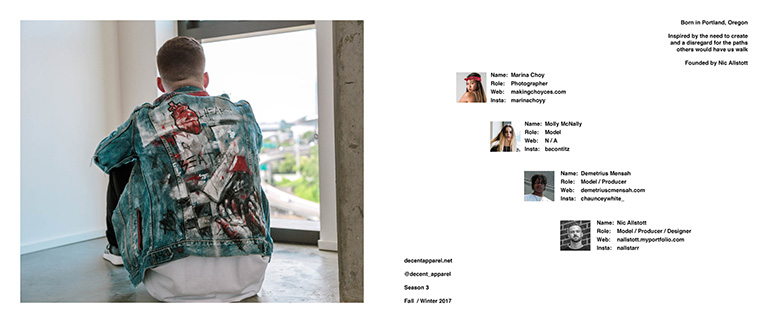 Born in Portland, Oregon
Inspired by the need to create
and a disregard for the paths
others would have us walk
Founded by Nic Allstott
Name: Marina Choy
Role: Photographer
Web: makingchoyces.com
Insta: marinachoyy
Name: Molly McNally
Role: Model
Web: N / A
Insta: bacontitz
Name: Demetrius Mensah
Role: Model / Producer
Web: demetriuscmensah.com
Insta: chaunceywhite_
Name: Nic Allstott
Role: Model / Producer / Designer
Web: nallstott.myportfolio.com
Insta: nallstarr
decentapparel.net
@decent_apparel
Season 3
Fall / Winter 2017